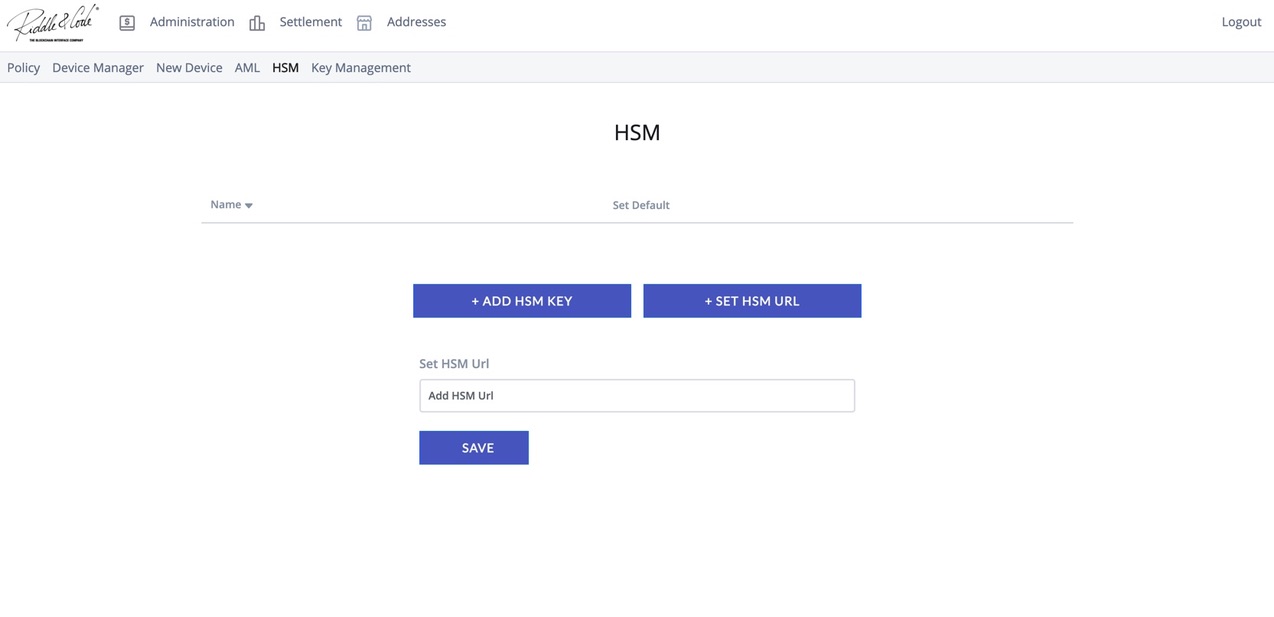 Riddle & Code Administration Settlement Addresses Logout
THE BLOCKCHAIN INTERFACE COMPANY
Policy Device Manager New Device AML HSM Key Management
HSM
Name Set Default
+ ADD HSM KEY + SET HSM URL
Set HSM Url
Add HSM Url
SAVE